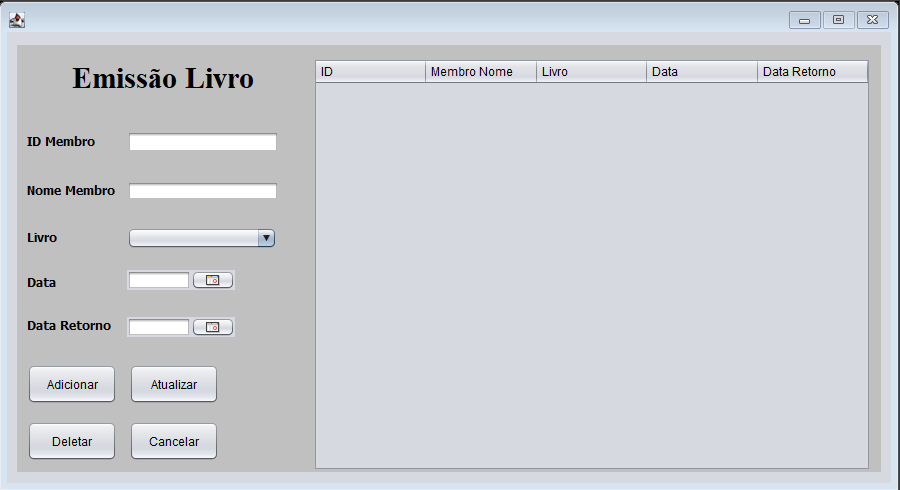 Emissão Livro
ID Membro
Nome Membro
Livro
Data
Data Retorno
Adicionar Atualizar
Deletar Cancelar
ID Membro Nome Livro Data Data Retorno